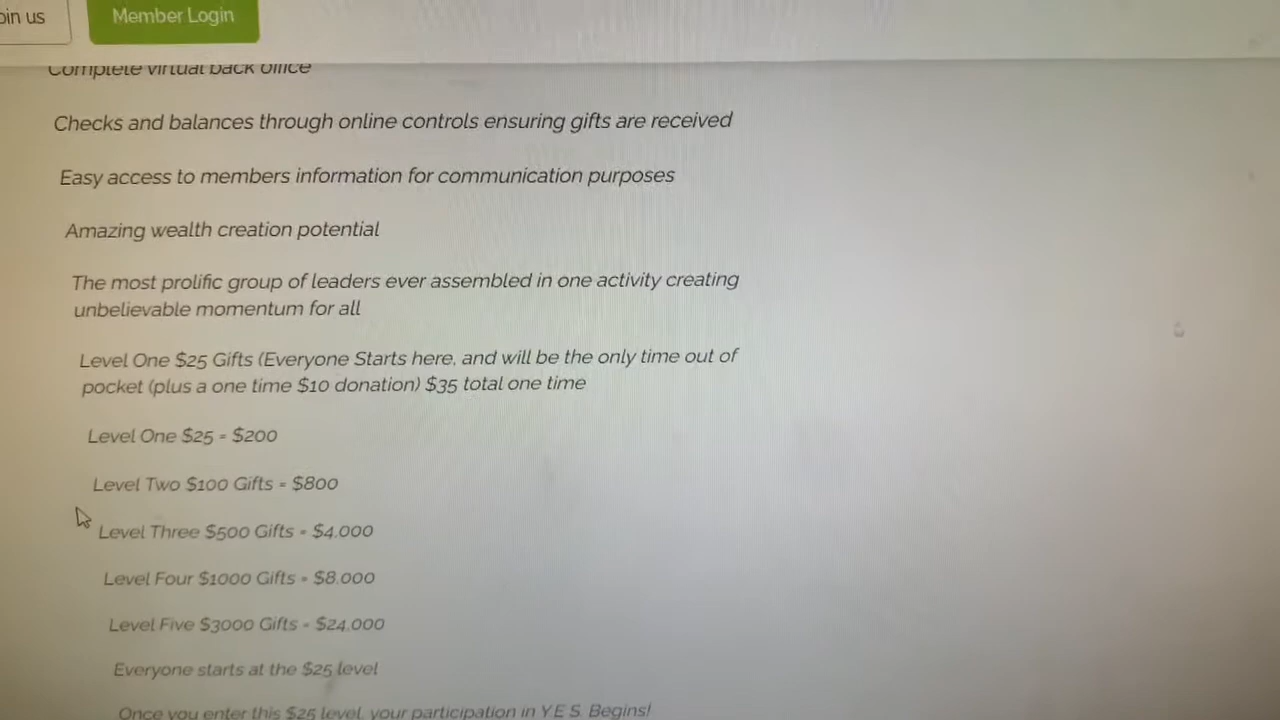 oin us
Member Login
Complete virtual back office
Checks and balances through online controls ensuring gifts are received
Easy access to members information for communication purposes
Amazing wealth creation potential
The most prolific group of leaders ever assembled in one activity creating
unbelievable momentum for all
Level One $25 Gifts (Everyone Starts here, and will be the only time out of
pocket (plus a one time $10 donation) $35 total one time
Level One $25 = $200
Level Two $100 Gifts = $800
Level Three $500 Gifts = $4,000
Level Four $1000 Gifts = $8,000
Level Five $3000 Gifts = $24,000
Everyone starts at the $25 level
Once you enter this $25 level, your participation in Y.E.S. Begins!